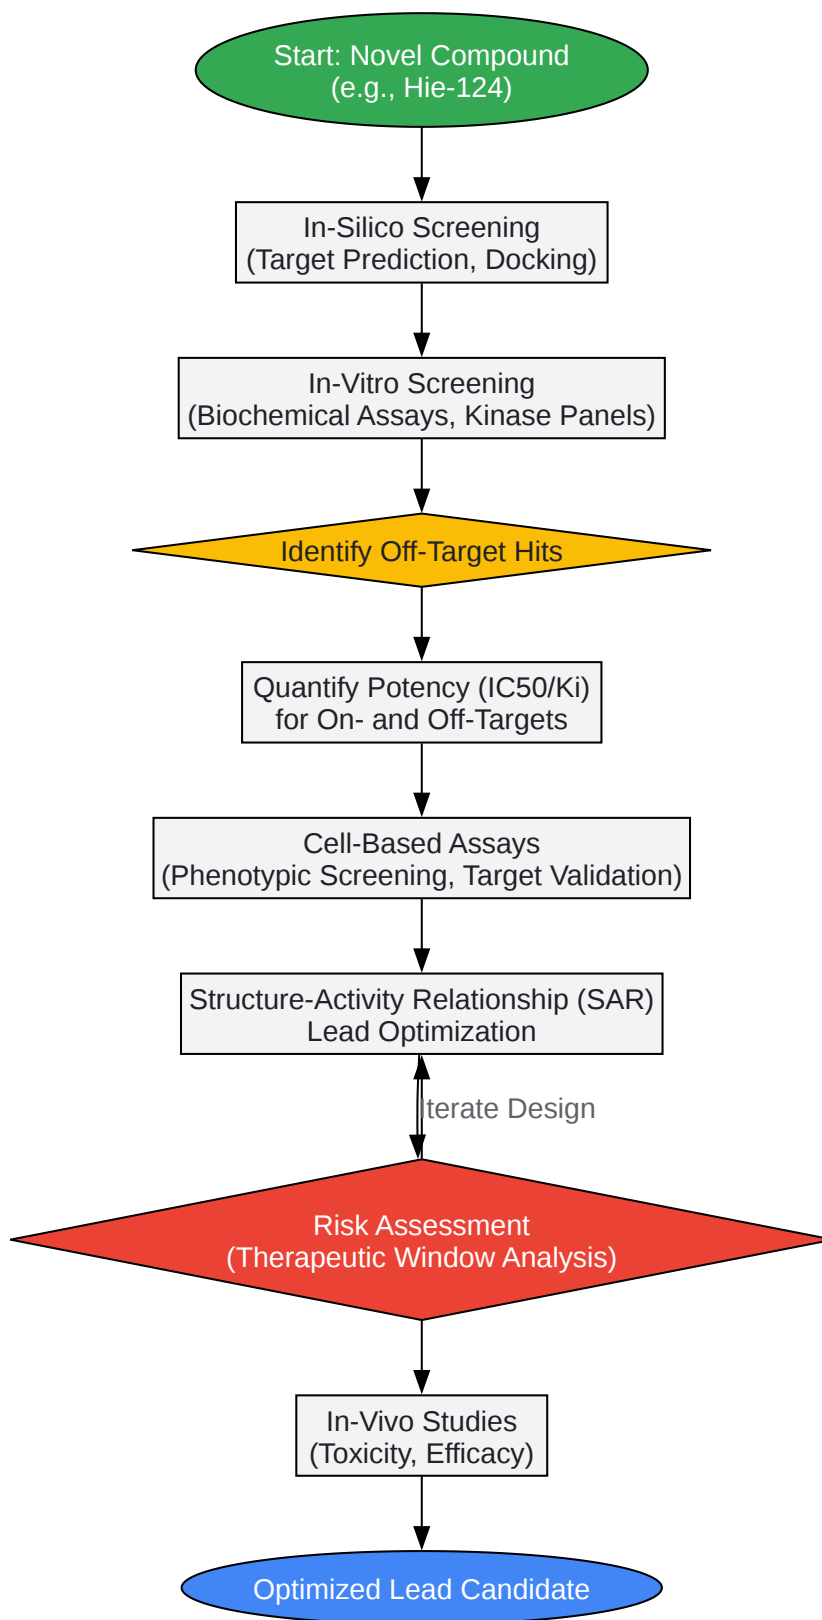 Start: Novel Compound
(e.g., Hie-124)
In-Silico Screening
(Target Prediction, Docking)
In-Vitro Screening
(Biochemical Assays, Kinase Panels)
Identify Off-Target Hits
Quantify Potency (IC50/Ki)
for On- and Off-Targets
Cell-Based Assays
(Phenotypic Screening, Target Validation)
Structure-Activity Relationship (SAR)
Lead Optimization
Iterate Design
Risk Assessment
(Therapeutic Window Analysis)
In-Vivo Studies
(Toxicity, Efficacy)
Optimized Lead Candidate